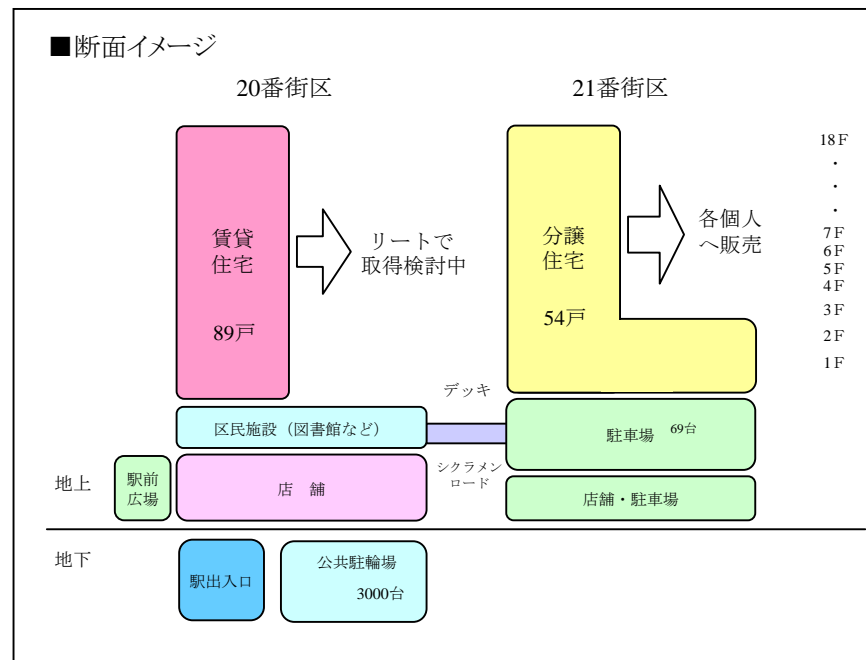 ■断面イメージ
20番街区
21番街区
18F
・
・
・
7F
6F
5F
4F
3F
2F
1F
賃貸
住宅
89戸
リートで
取得検討中
分譲
住宅
54戸
各個人
へ販売
デッキ
区民施設(図書館など)
駐車場 69台
シクラメン
ロード
地上
駅前
広場
店 舗
店舗・駐車場
地下
駅出入口
公共駐輪場
3000台